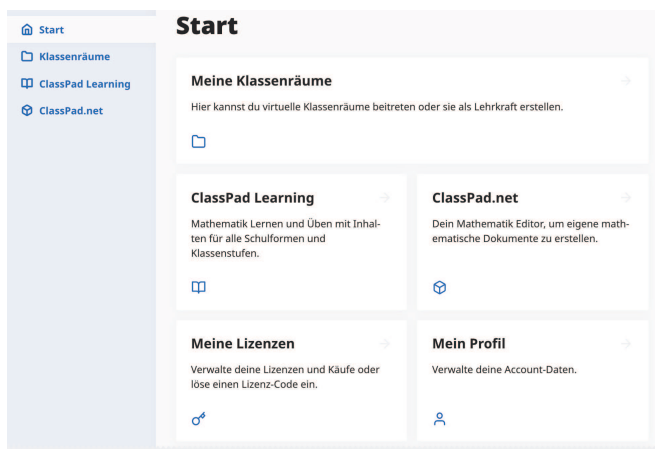 Start
Klassenräume
ClassPad Learning
ClassPad.net
Start
Meine Klassenräume
Hier kannst du virtuelle Klassenräume beitreten oder sie als Lehrkraft erstellen.
ClassPad Learning
Mathematik Lernen und Üben mit Inhal-
ten für alle Schulformen und
Klassenstufen.
ClassPad.net
Dein Mathematik Editor, um eigene math-
ematische Dokumente zu erstellen.
Meine Lizenzen
Verwalte deine Lizenzen und Käufe oder
löse einen Lizenz-Code ein.
Mein Profil
Verwalte deine Account-Daten.